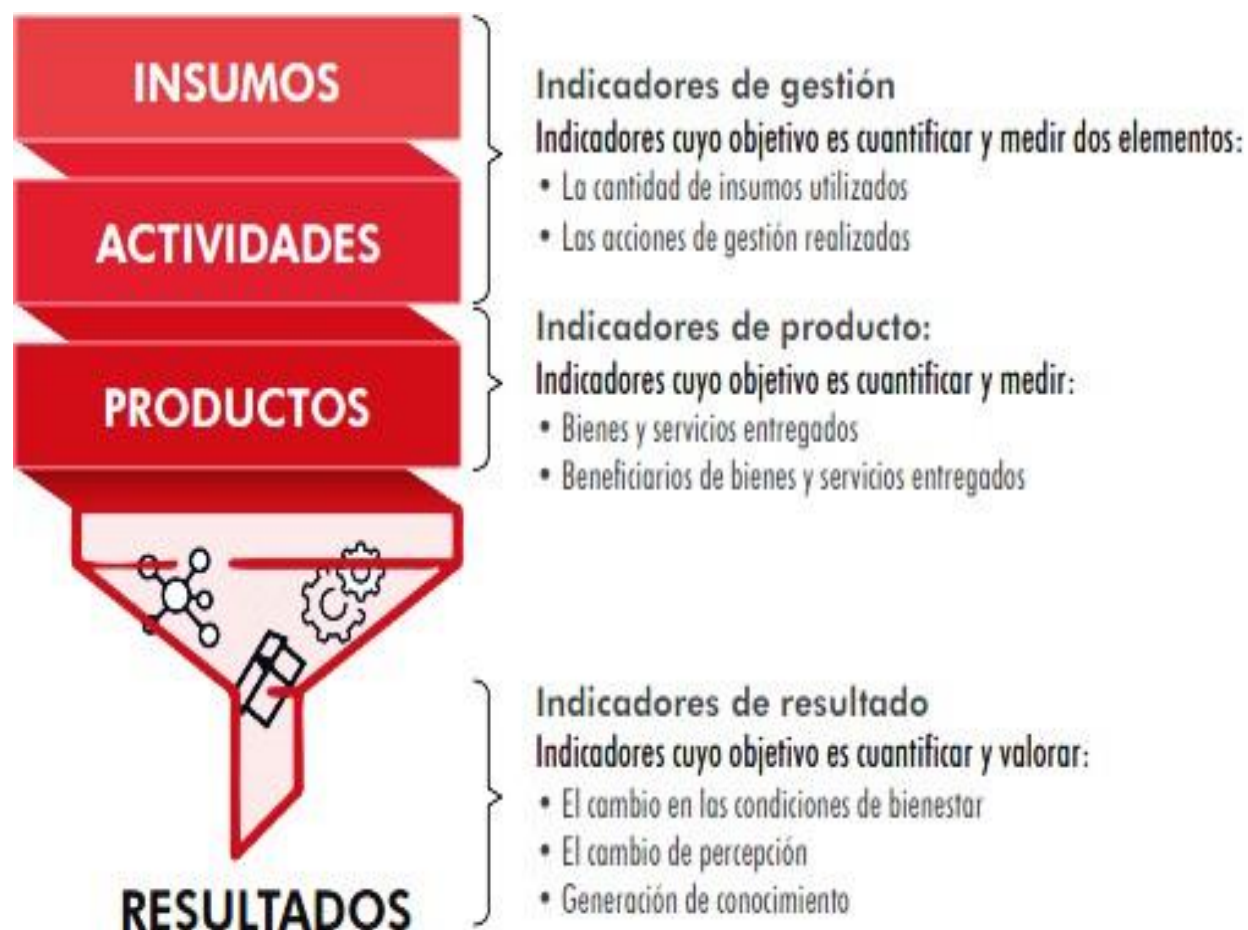 INSUMOS
ACTIVIDADES
PRODUCTOS
RESULTADOS
Indicadores de gestión
Indicadores cuyo objetivo es cuantificar y medir dos elementos:
• La cantidad de insumos utilizados
• Las acciones de gestión realizadas
Indicadores de producto:
Indicadores cuyo objetivo es cuantificar y medir:
• Bienes y servicios entregados
• Beneficiarios de bienes y servicios entregados
Indicadores de resultado
Indicadores cuyo objetivo es cuantificar y valorar:
• El cambio en las condiciones de bienestar
• El cambio de percepción
• Generación de conocimiento